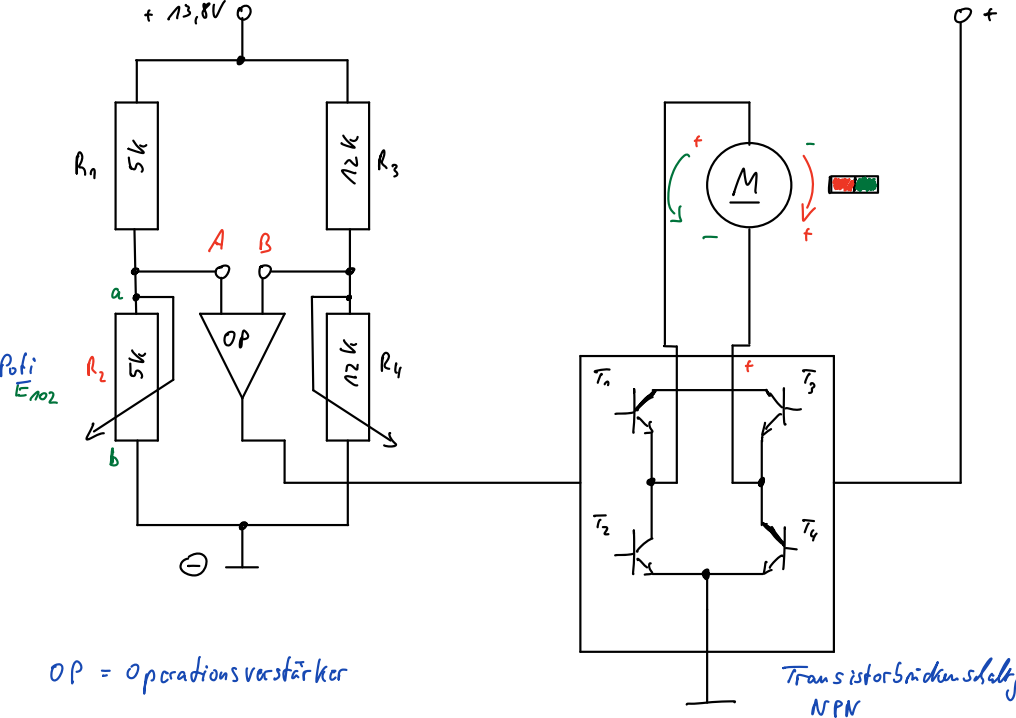 + 13,8V
+
R1
5K
12K
R3
+
-
M
-
+
A
B
a
OP
Poti
E102
R2
5K
12K
R4
b
+
T1
T3
T2
T4
-
OP = Operationsverstärker
Transistorbrückenschaltg
NPN